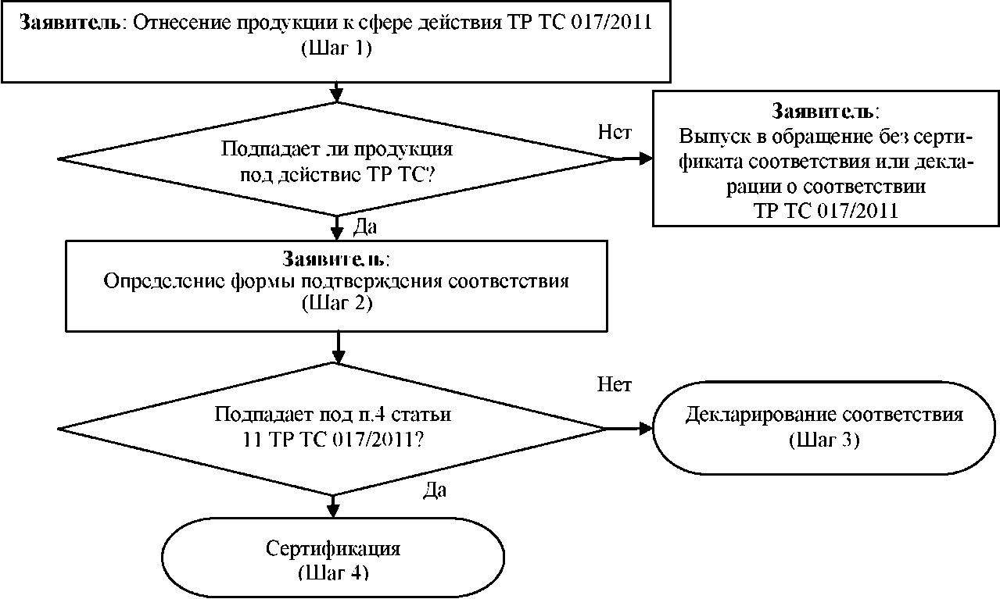 Заявитель: Отнесение продукции к сфере действия ТР ТС 017/2011
(Шаг 1)
Подпадает ли продукция
под действие ТР ТС?
Нет
Заявитель:
Выпуск в обращение без серти-
фиката соответствия или декла-
рации о соответствии
ТР ТС 017/2011
Да
Заявитель:
Определение формы подтверждения соответствия
(Шаг 2)
Подпадает под п.4 статьи
11 ТР ТС 017/2011?
Нет
Декларирование соответствия
(Шаг 3)
Да
Сертификация
(Шаг 4)